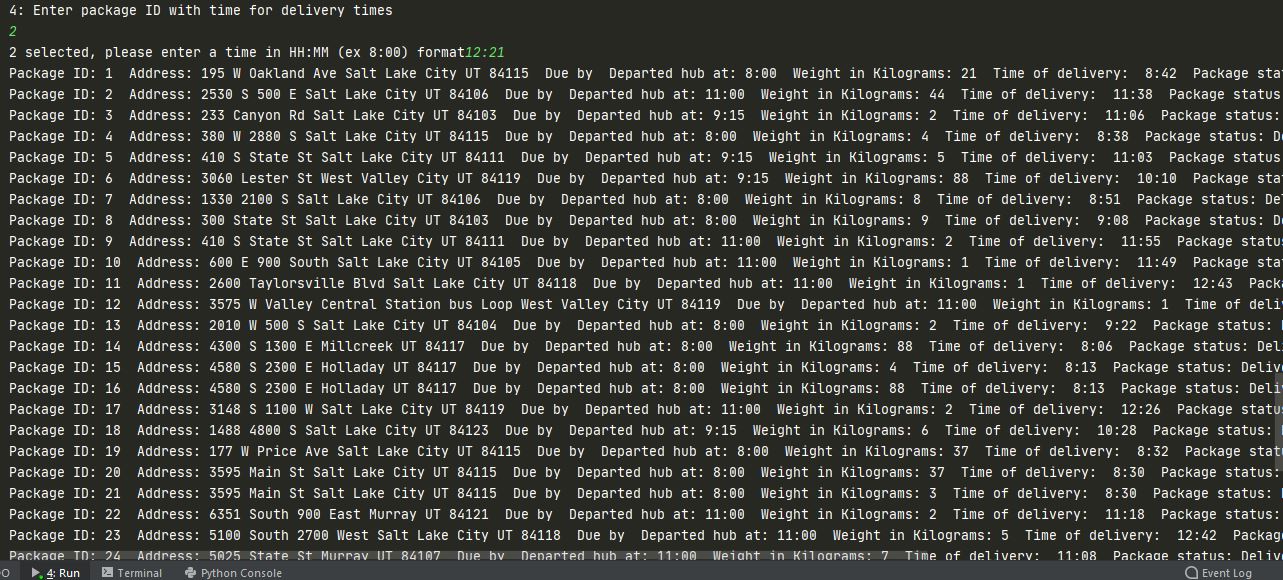 4: Enter package ID with time for delivery times
2
2 selected, please enter a time in HH:MM (ex 8:00) format12:21
Package ID: 1  Address: 195 W Oakland Ave Salt Lake City UT 84115  Due by  Departed hub at: 8:00  Weight in Kilograms: 21  Time of delivery:  8:42  Package sta
Package ID: 2  Address: 2530 S 500 E Salt Lake City UT 84106  Due by  Departed hub at: 11:00  Weight in Kilograms: 44  Time of delivery:  11:38  Package status:
Package ID: 3  Address: 233 Canyon Rd Salt Lake City UT 84103  Due by  Departed hub at: 9:15  Weight in Kilograms: 2  Time of delivery:  11:06  Package status:
Package ID: 4  Address: 380 W 2880 S Salt Lake City UT 84115  Due by  Departed hub at: 8:00  Weight in Kilograms: 4  Time of delivery:  8:38  Package status: De
Package ID: 5  Address: 410 S State St Salt Lake City UT 84111  Due by  Departed hub at: 9:15  Weight in Kilograms: 5  Time of delivery:  11:03  Package status
Package ID: 6  Address: 3060 Lester St West Valley City UT 84119  Due by  Departed hub at: 9:15  Weight in Kilograms: 88  Time of delivery:  10:10  Package sta
Package ID: 7  Address: 1330 2100 S Salt Lake City UT 84106  Due by  Departed hub at: 8:00  Weight in Kilograms: 8  Time of delivery:  8:51  Package status: Del
Package ID: 8  Address: 300 State St Salt Lake City UT 84103  Due by  Departed hub at: 8:00  Weight in Kilograms: 9  Time of delivery:  9:08  Package status: D
Package ID: 9  Address: 410 S State St Salt Lake City UT 84111  Due by  Departed hub at: 11:00  Weight in Kilograms: 2  Time of delivery:  11:55  Package statu
Package ID: 10  Address: 600 E 900 South Salt Lake City UT 84105  Due by  Departed hub at: 11:00  Weight in Kilograms: 1  Time of delivery:  11:49  Package sta
Package ID: 11  Address: 2600 Taylorsville Blvd Salt Lake City UT 84118  Due by  Departed hub at: 11:00  Weight in Kilograms: 1  Time of delivery:  12:43  Pack
Package ID: 12  Address: 3575 W Valley Central Station bus Loop West Valley City UT 84119  Due by  Departed hub at: 11:00  Weight in Kilograms: 1  Time of deli
Package ID: 13  Address: 2010 W 500 S Salt Lake City UT 84104  Due by  Departed hub at: 8:00  Weight in Kilograms: 2  Time of delivery:  9:22  Package status:
Package ID: 14  Address: 4300 S 1300 E Millcreek UT 84117  Due by  Departed hub at: 8:00  Weight in Kilograms: 88  Time of delivery:  8:06  Package status: Deli
Package ID: 15  Address: 4580 S 2300 E Holladay UT 84117  Due by  Departed hub at: 8:00  Weight in Kilograms: 4  Time of delivery:  8:13  Package status: Delive
Package ID: 16  Address: 4580 S 2300 E Holladay UT 84117  Due by  Departed hub at: 8:00  Weight in Kilograms: 88  Time of delivery:  8:13  Package status: Deli
Package ID: 17  Address: 3148 S 1100 W Salt Lake City UT 84119  Due by  Departed hub at: 11:00  Weight in Kilograms: 2  Time of delivery:  12:26  Package statu
Package ID: 18  Address: 1488 4800 S Salt Lake City UT 84123  Due by  Departed hub at: 9:15  Weight in Kilograms: 6  Time of delivery:  10:28  Package status:
Package ID: 19  Address: 177 W Price Ave Salt Lake City UT 84115  Due by  Departed hub at: 8:00  Weight in Kilograms: 37  Time of delivery:  8:32  Package stat
Package ID: 20  Address: 3595 Main St Salt Lake City UT 84115  Due by  Departed hub at: 8:00  Weight in Kilograms: 37  Time of delivery:  8:30  Package status:
Package ID: 21  Address: 3595 Main St Salt Lake City UT 84115  Due by  Departed hub at: 8:00  Weight in Kilograms: 3  Time of delivery:  8:30  Package status:
Package ID: 22  Address: 6351 South 900 East Murray UT 84121  Due by  Departed hub at: 11:00  Weight in Kilograms: 2  Time of delivery:  11:18  Package status:
Package ID: 23  Address: 5100 South 2700 West Salt Lake City UT 84118  Due by  Departed hub at: 11:00  Weight in Kilograms: 5  Time of delivery:  12:42  Packag
Package ID: 24  Address: 5025 State St Murray UT 84107  Due by  Departed hub at: 11:00  Weight in Kilograms: 7  Time of delivery:  11:08  Package status: Delive
DO  4: Run  Terminal  Python Console  Event Log